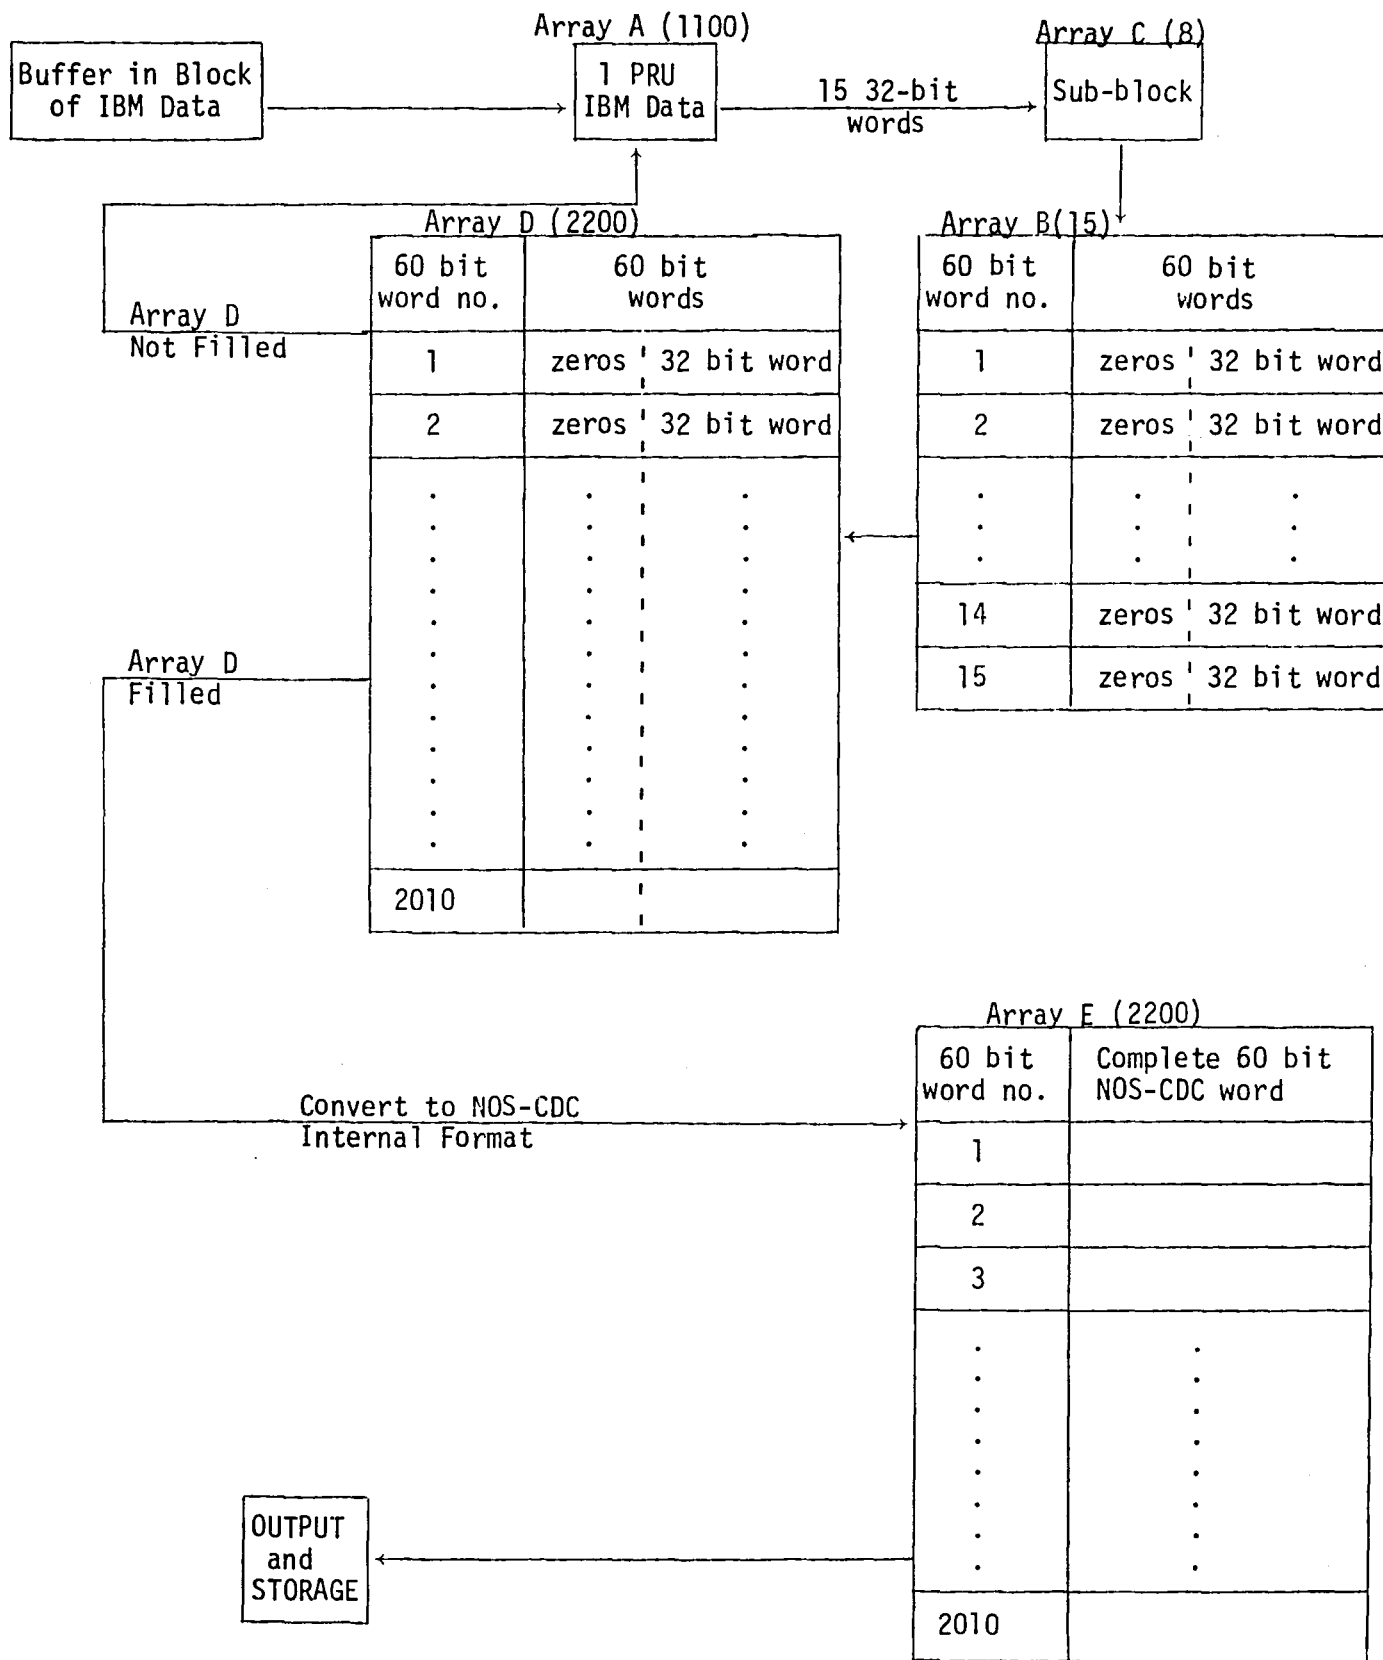 Array A (1100)
Array C (8)
Buffer in Block
of IBM Data
1 PRU
IBM Data
15 32-bit
words
Sub-block
Array D (2200)
Array B(15)
60 bit
word no.
60 bit
words
60 bit
word no.
60 bit
words
Array D
Not Filled
1 zeros 32 bit word
1 zeros 32 bit word
2 zeros 32 bit word
2 zeros 32 bit word
14 zeros 32 bit word
15 zeros 32 bit word
Array D
Filled
2010
Array E (2200)
60 bit
word no.
Complete 60 bit
NOS-CDC word
Convert to NOS-CDC
Internal Format
1
2
3
OUTPUT
and
STORAGE
2010